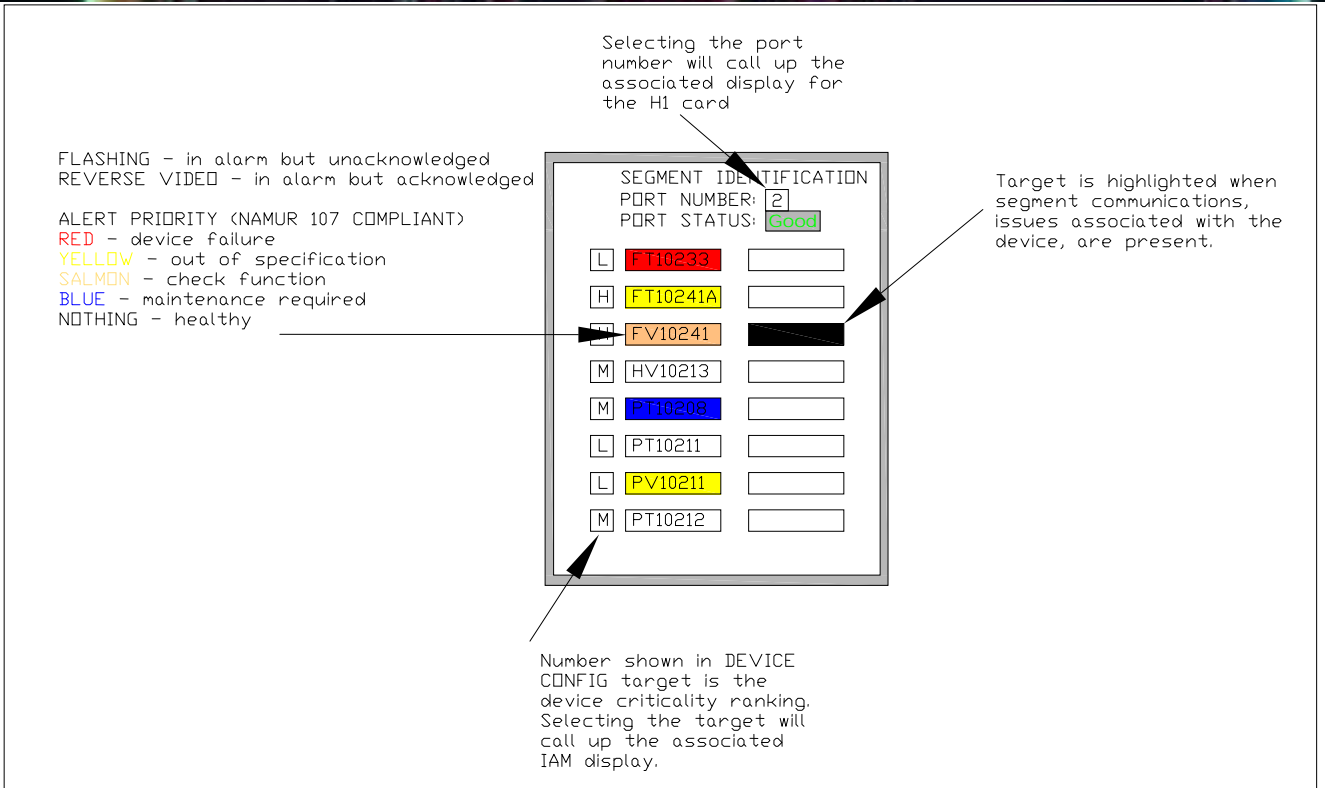 Selecting the port
number will call up the
associated display for
the H1 card
FLASHING - in alarm but unacknowledged
REVERSE VIDEO - in alarm but acknowledged
ALERT PRIORITY (NAMUR 107 COMPLIANT)
RED - device failure
YELLOW - out of specification
SALMON - check function
BLUE - maintenance required
NOTHING - healthy
SEGMENT IDENTIFICATION
PORT NUMBER: 2
PORT STATUS: Good
Target is highlighted when
segment communications,
issues associated with the
device, are present.
L FT10233
H FT10241A
H FV10241
M HV10213
M PT10208
L PT10211
L PV10211
M PT10212
Number shown in DEVICE
CONFIG target is the
device criticality ranking.
Selecting the target will
call up the associated
IAM display.